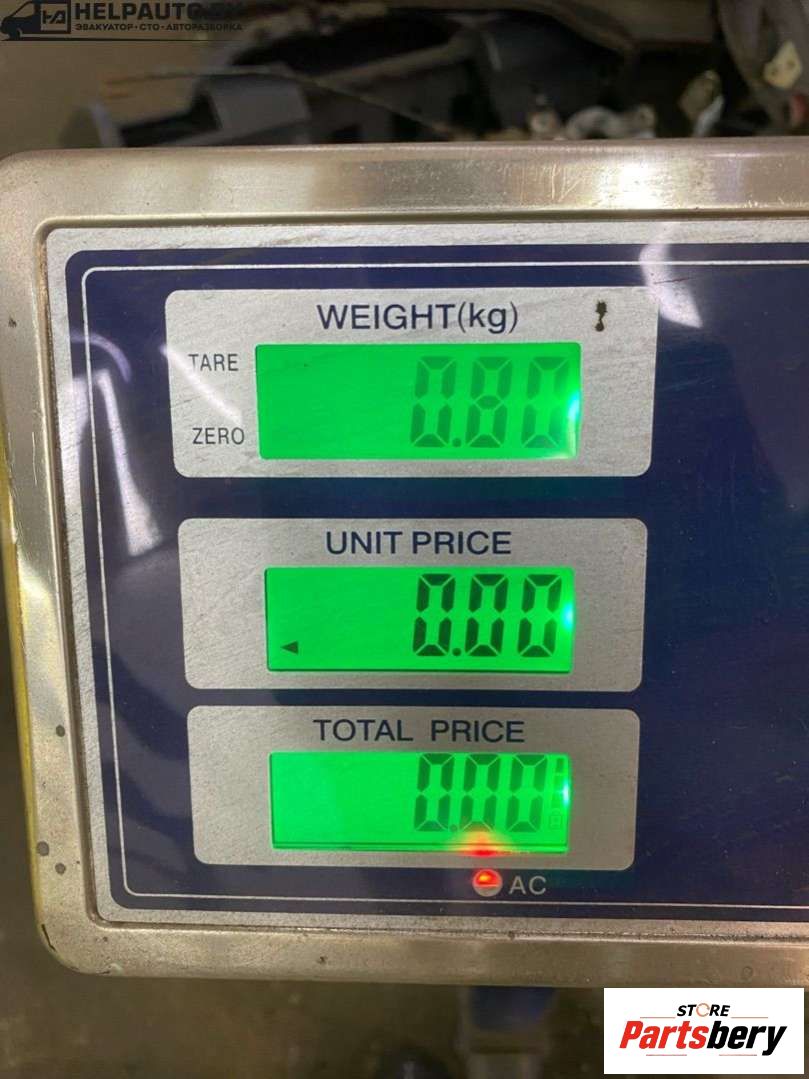 HELPAUTO.BY
ЭВАКУАТОР • СТО • АВТОРАЗБОРКА
WEIGHT(kg)
TARE
0.80
ZERO
UNIT PRICE
0.00
TOTAL PRICE
0.00
AC
STORE
Partsbery